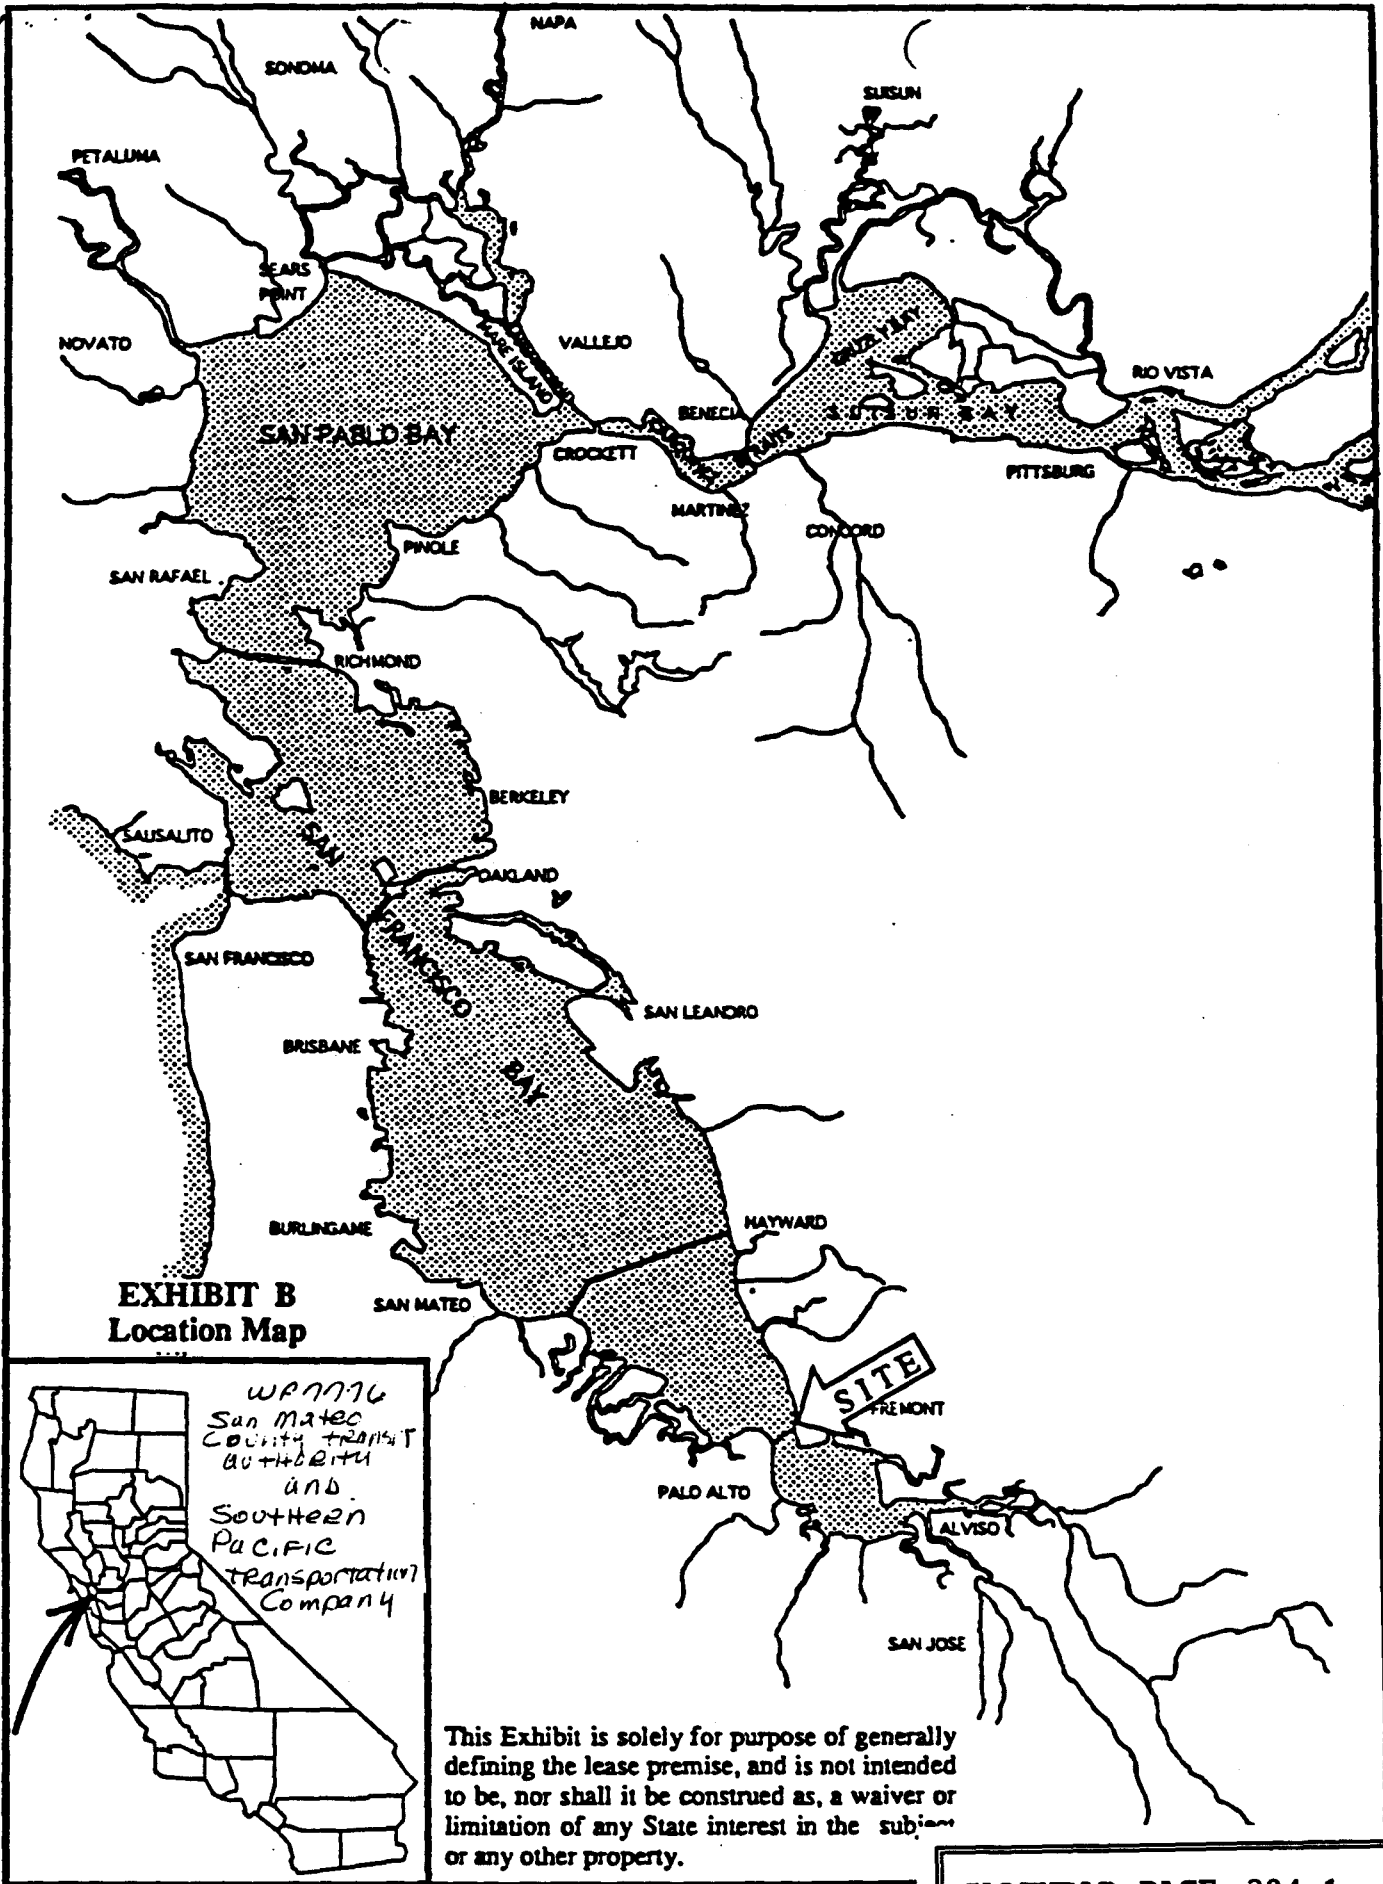 NAPA
SONOMA
SUISUN
PETALUMA
SEARS
POINT
NOVATO
MARE ISLAND
VALLEJO
GRIZZLY BAY
RIO VISTA
BENECIA
SUISUN BAY
SAN PABLO BAY
STRAITS
CROCKETT
PITTSBURG
MARTINEZ
CONCORD
PINOLE
SAN RAFAEL
RICHMOND
BERKELEY
SAUSALITO
SAN
OAKLAND
FRANCISCO
SAN FRANCISCO
SAN LEANDRO
BRISBANE
BAY
HAYWARD
BURLINGAME
EXHIBIT B
Location Map
SAN MATEO
SITE
FREMONT
PALO ALTO
ALVISO
SAN JOSE
WP7776
San Mateo
County transit
authority
and
Southern
Pacific
transportation
Company
This Exhibit is solely for purpose of generally
defining the lease premise, and is not intended
to be, nor shall it be construed as, a waiver or
limitation of any State interest in the subject
or any other property.